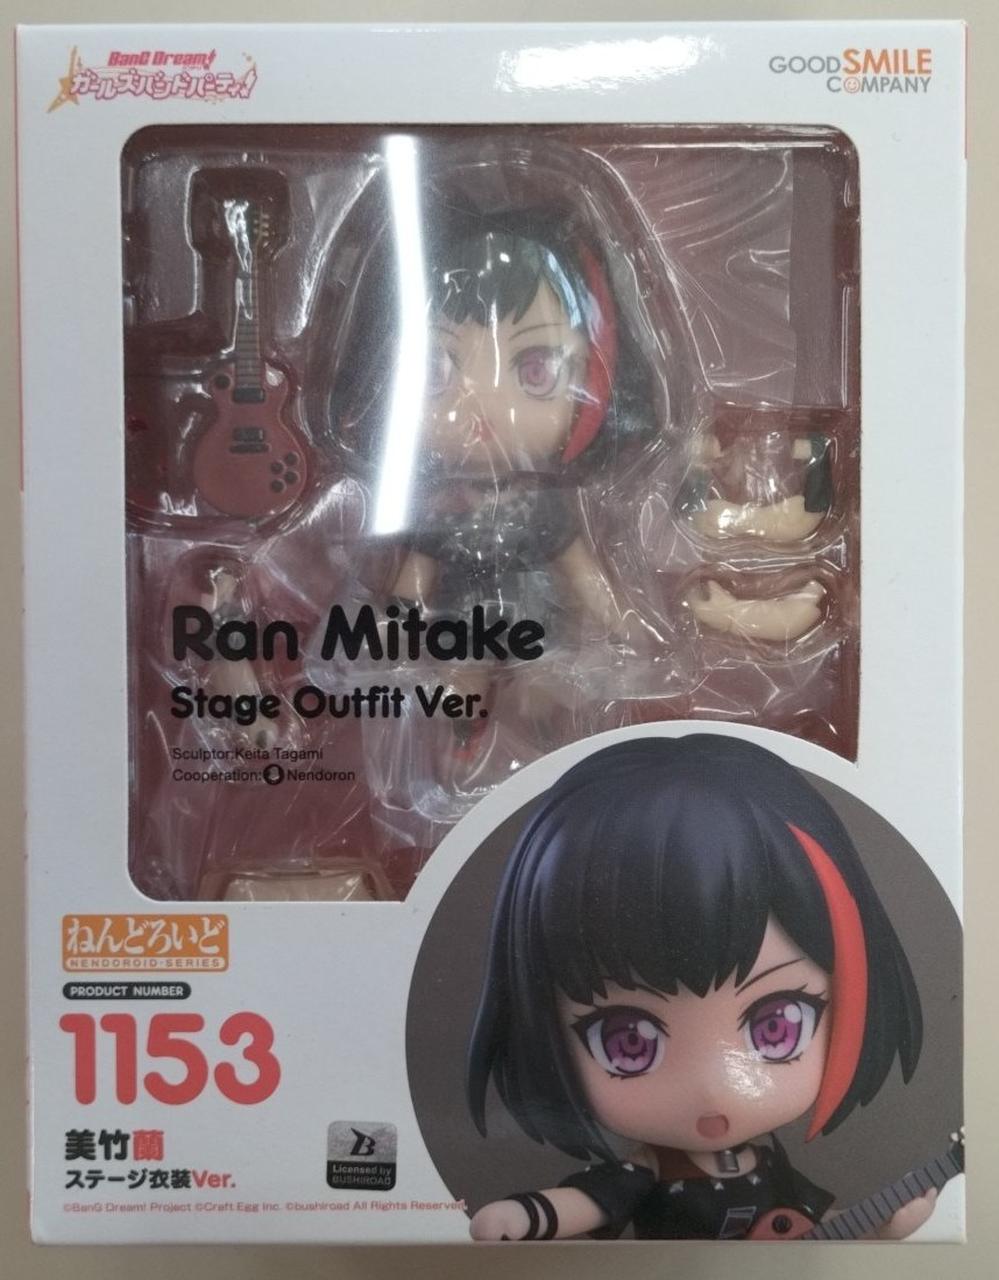 BanG Dream!
ガールズバンドパーティ!
GOOD SMILE
COMPANY
Ran Mitake
Stage Outfit Ver.
Sculptor:Keita Tagami
Cooperation: Nendoron
ねんどろいど
NENDOROID-SERIES
PRODUCT NUMBER
1153
美竹蘭
ステージ衣装Ver.
B
Licensed by
BUSHIROAD
©BanG Dream! Project ©Craft Egg Inc. ©bushiroad All Rights Reserved.